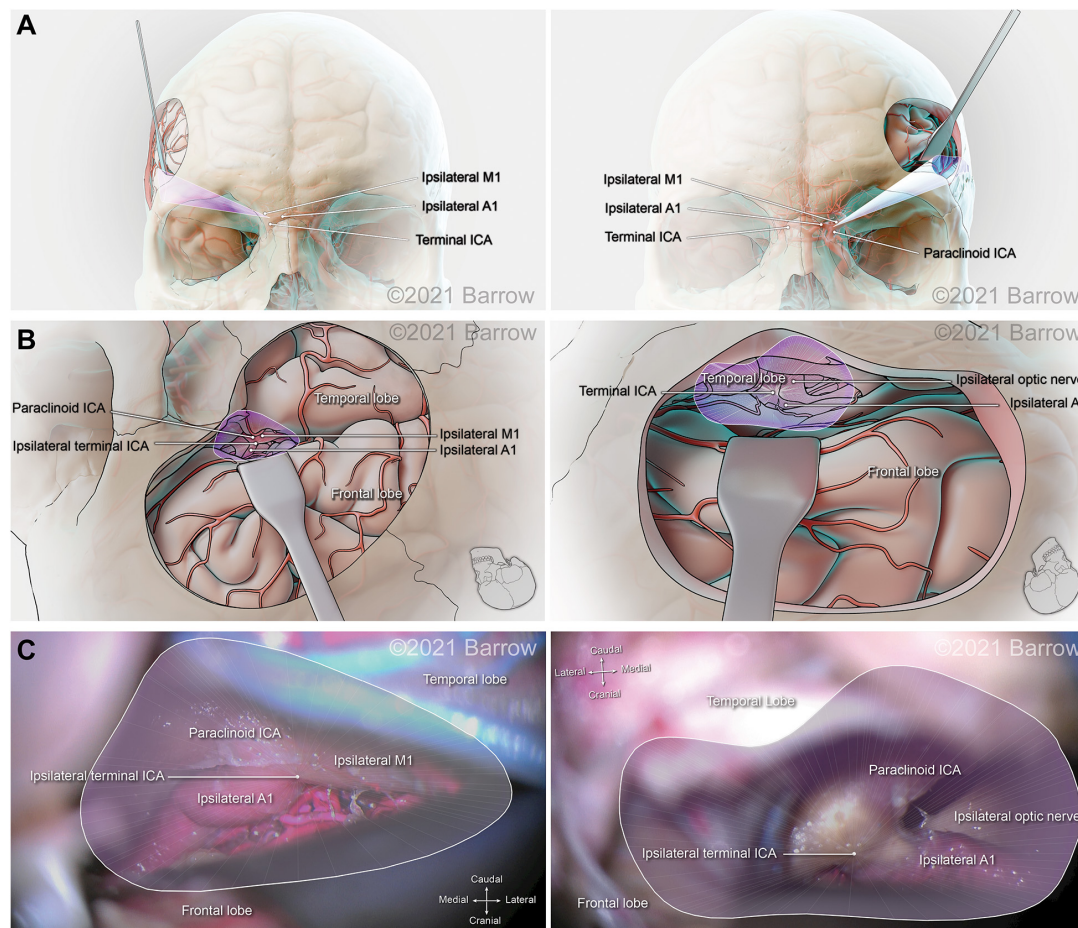 A
Ipsilateral M1
Ipsilateral A1
Terminal ICA
©2021 Barrow
Ipsilateral M1
Ipsilateral A1
Terminal ICA
Paraclinoid ICA
©2021 Barrow
B
©2021 Barrow
Temporal lobe
Paraclinoid ICA
Ipsilateral terminal ICA
Ipsilateral M1
Ipsilateral A1
Frontal lobe
©2021 Barrow
Temporal lobe
Terminal ICA
Ipsilateral optic nerve
Ipsilateral A
Frontal lobe
C
©2021 Barrow
Temporal lobe
Paraclinoid ICA
Ipsilateral M1
Ipsilateral terminal ICA
Ipsilateral A1
Frontal lobe
Caudal
Medial
Lateral
Cranial
©2021 Barrow
Caudal
Lateral
Medial
Cranial
Temporal Lobe
Paraclinoid ICA
Ipsilateral optic nerve
Ipsilateral terminal ICA
Ipsilateral A1
Frontal lobe